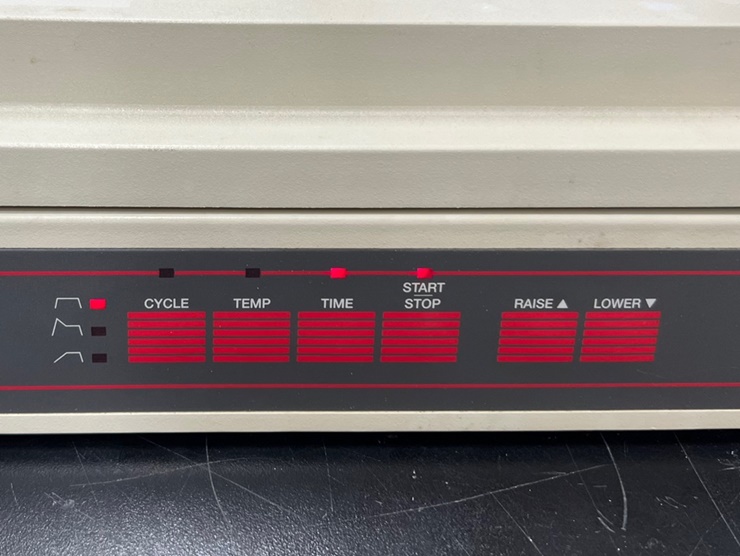 CYCLE
TEMP
TIME
START
STOP
RAISE ▲
LOWER ▼